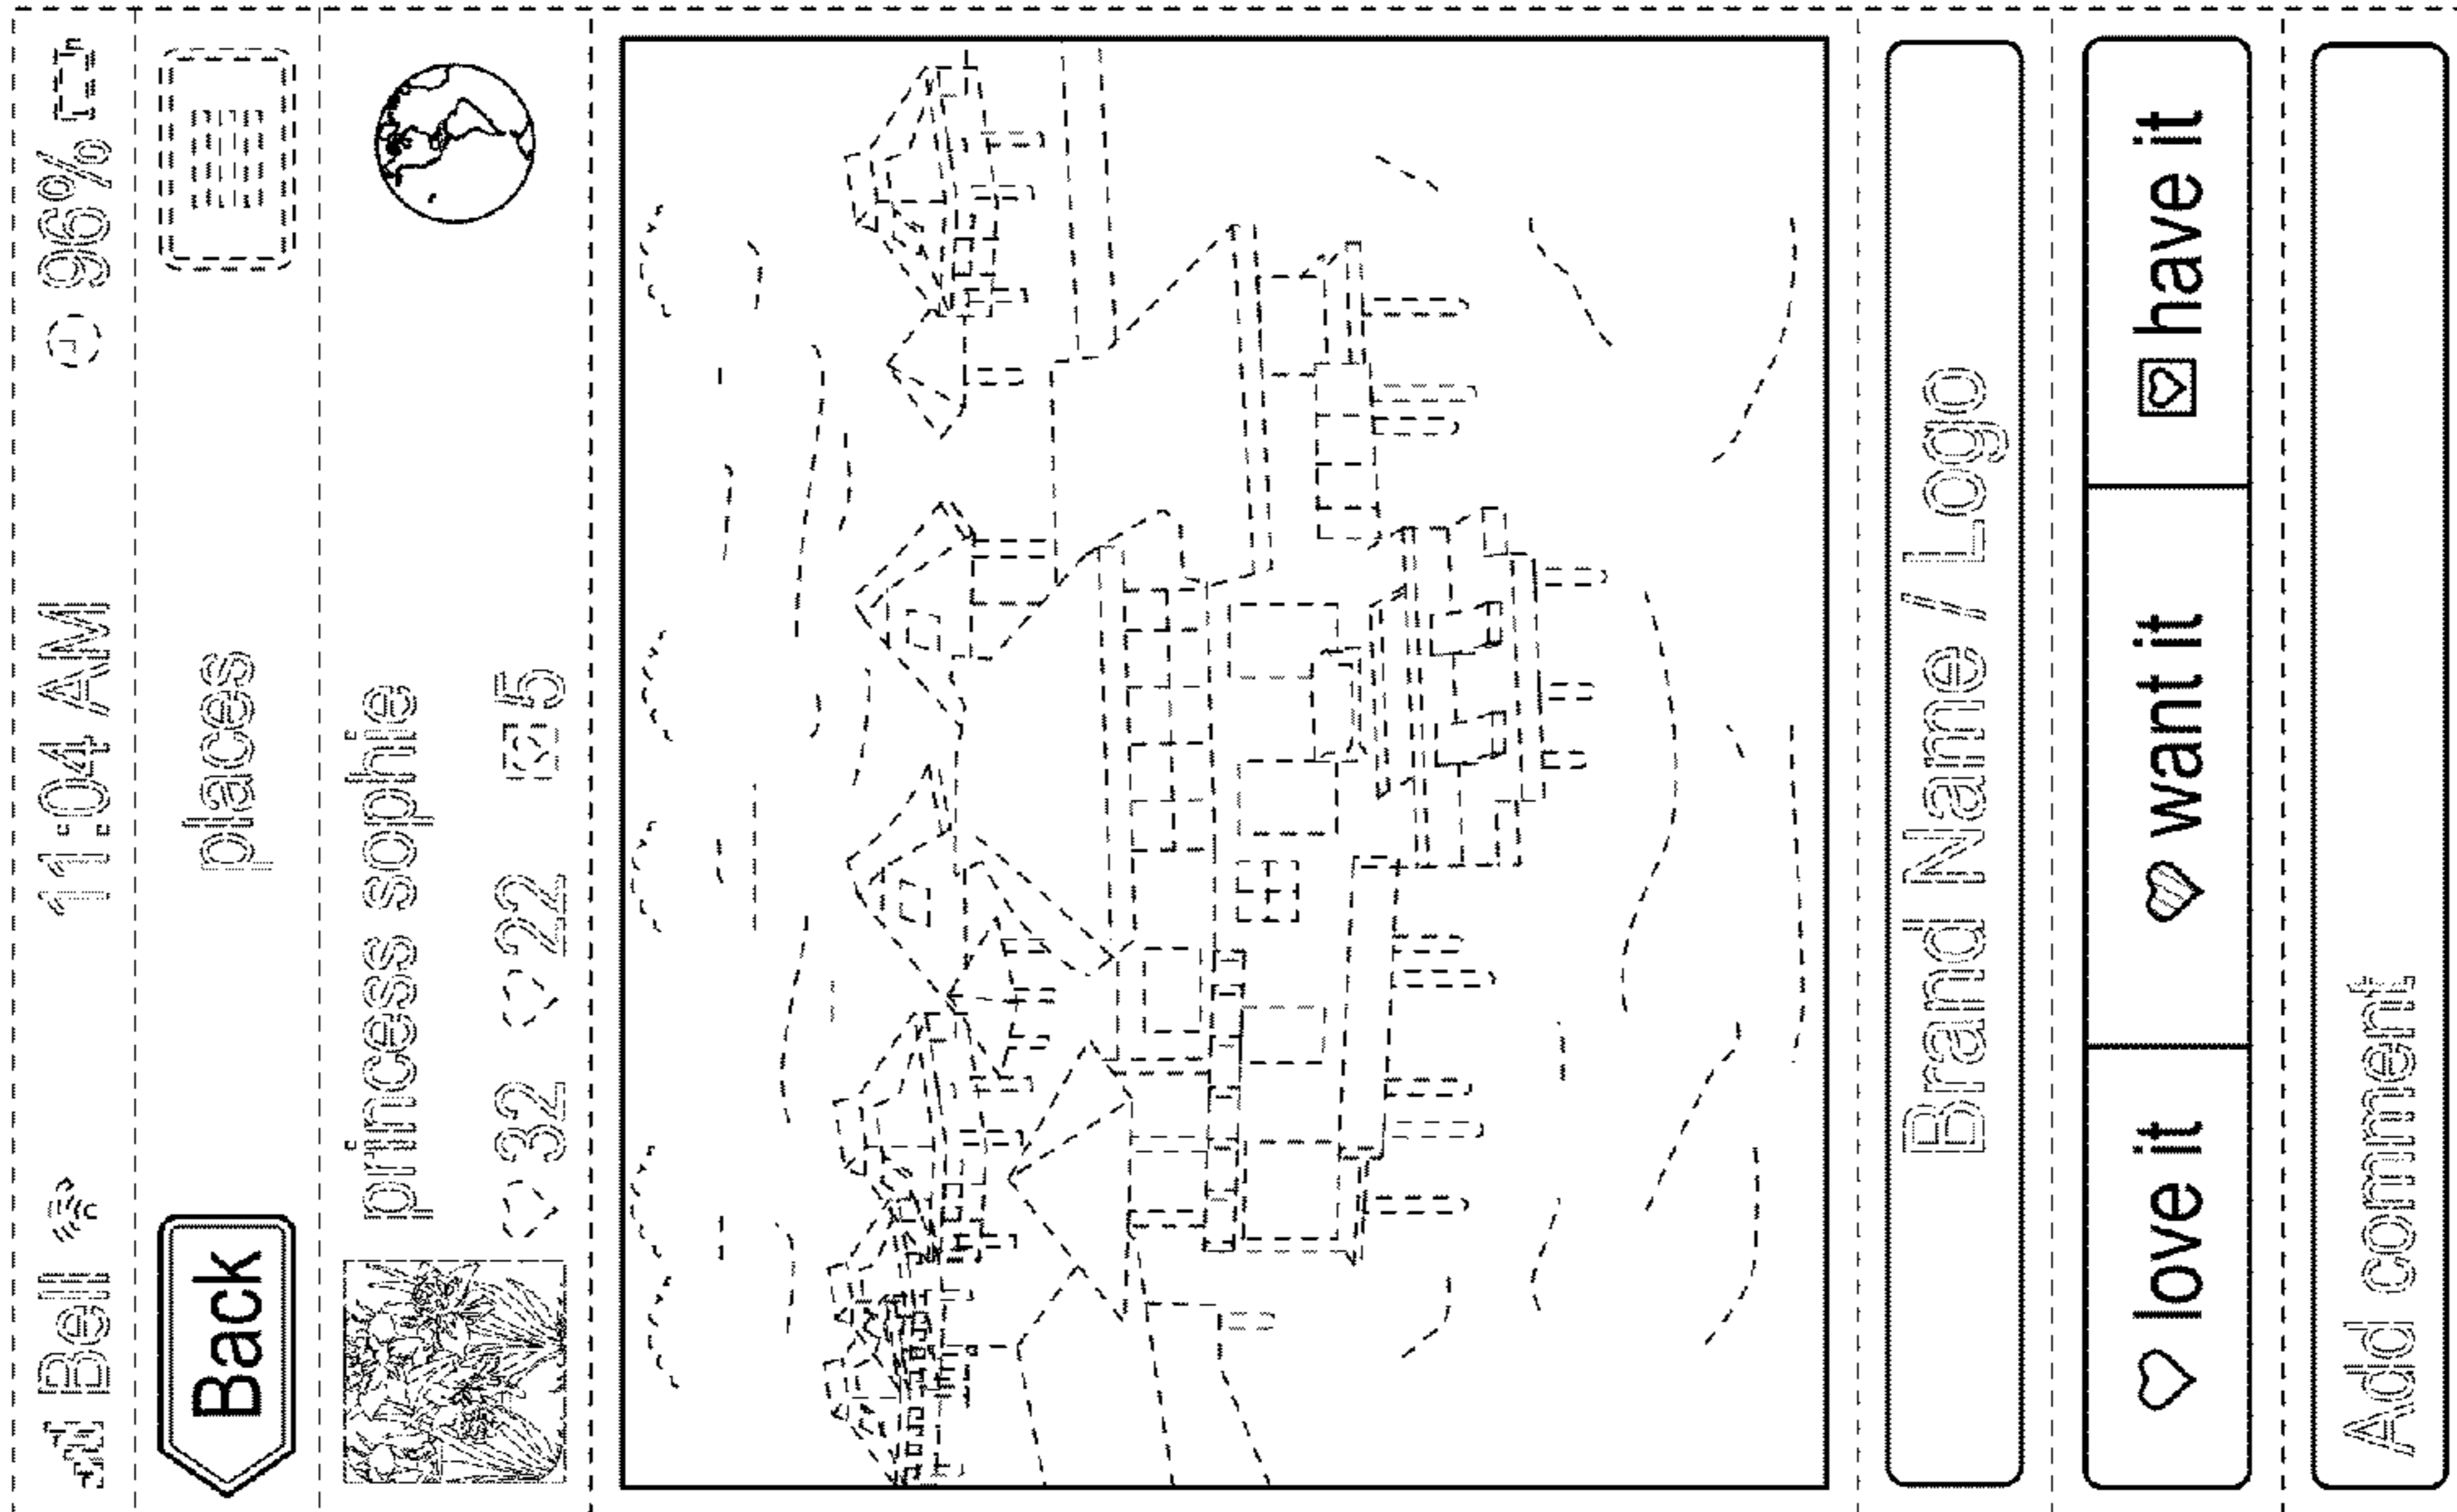 Bell 11:04 AM 96%
Back places
princess sophie
32 22 5
Brand Name / Logo
love it want it have it
Add comment